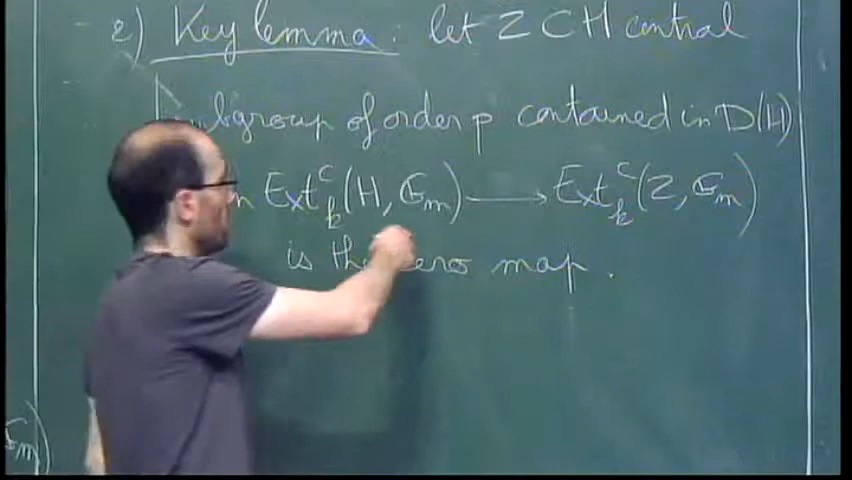 2) Key lemma : let Z ⊂ H central
subgroup of order p contained in D(H)
Ext^c_k(H, G_m) ⟶ Ext^c_k(Z, G_m)
is the zero map .
G_m)